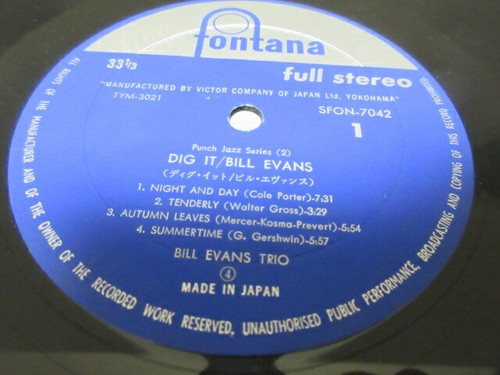 fontana
33 1/3
full stereo
"MANUFACTURED BY VICTOR COMPANY OF JAPAN Ltd. YOKOHAMA"
TYM-3021
SFON-7042
1
Punch Jazz Series (2)
DIG IT/BILL EVANS
(ディグ・イット/ビル・エヴァンス)
1. NIGHT AND DAY (Cole Porter)-7:31
2. TENDERLY (Walter Gross)-3:29
3. AUTUMN LEAVES (Mercer-Kosma-Prevert)-5:54
4. SUMMERTIME (G. Gershwin)-5:57
BILL EVANS TRIO
4
MADE IN JAPAN
ALL RIGHTS OF THE MANUFACTURER AND OF THE OWNER OF THE RECORDED WORK RESERVED, UNAUTHORISED PUBLIC PERFORMANCE, BROADCASTING AND COPYING OF THIS RECORD PROHIBITED.